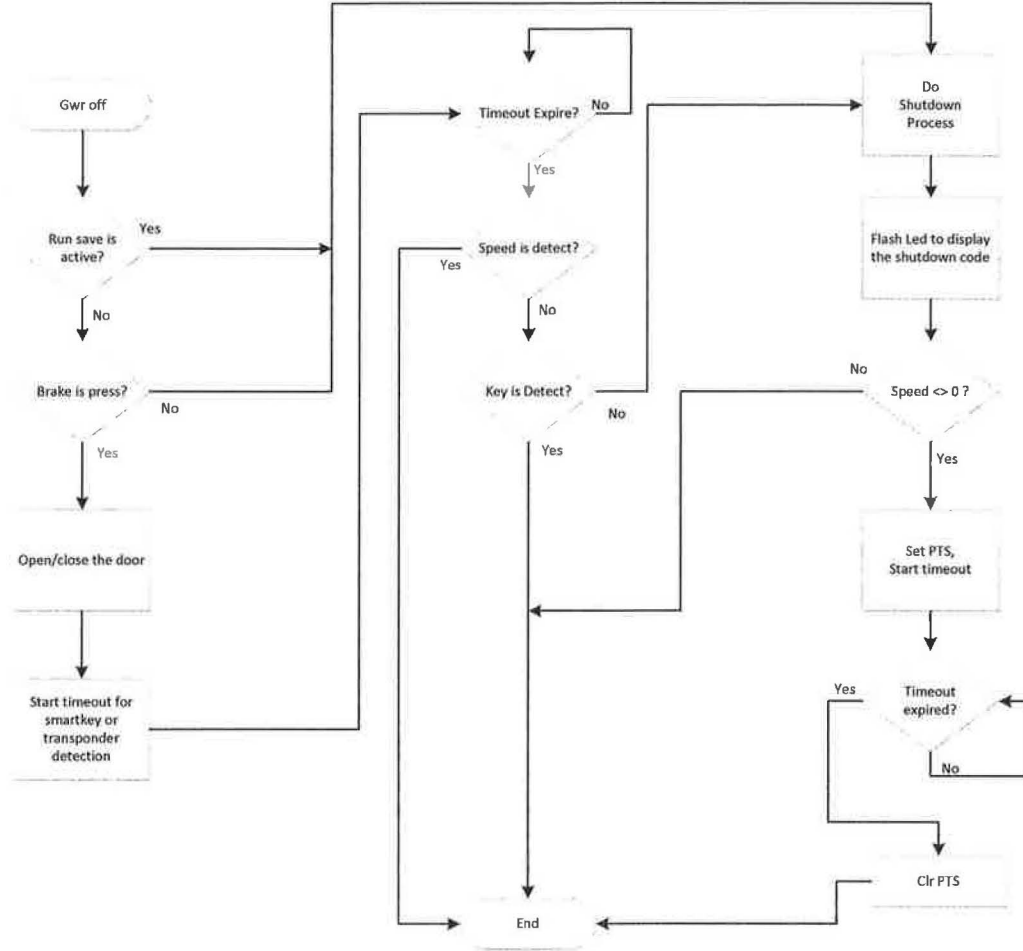 Gwr off
Run save is
active?
Yes
No
Brake is press?
No
Yes
Open/close the door
Start timeout for
smartkey or
transponder
detection
Timeout Expire?
No
Yes
Speed is detect?
Yes
No
Key is Detect?
No
Yes
End
Do
Shutdown
Process
Flash Led to display
the shutdown code
Speed <> 0 ?
No
Yes
Set PTS,
Start timeout
Timeout
expired?
Yes
No
Clr PTS